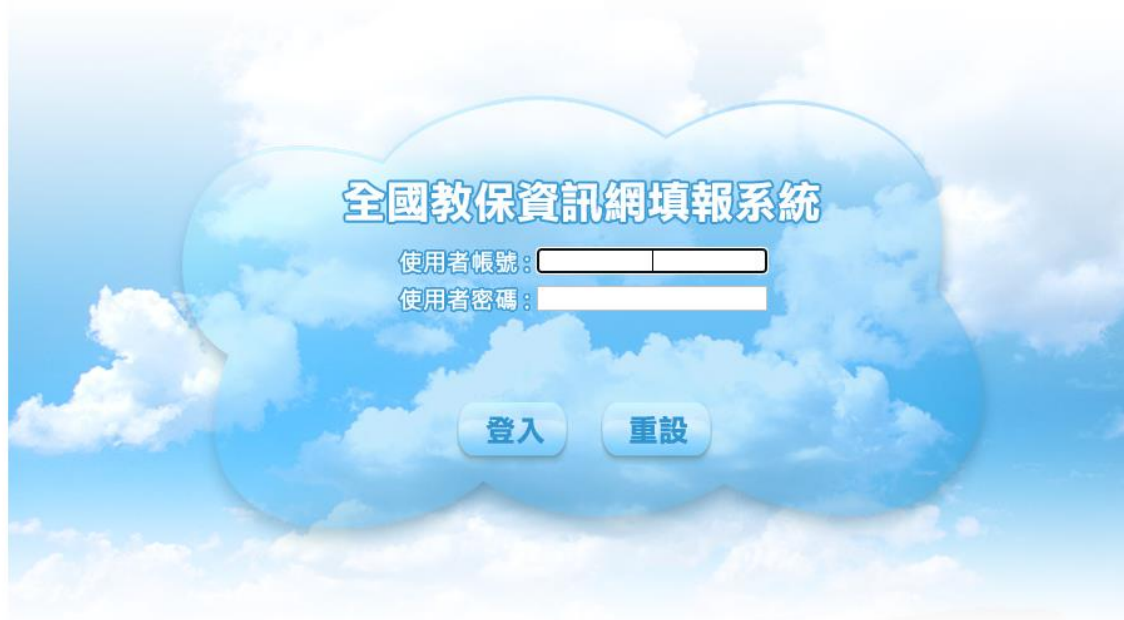 全國教保資訊網填報系統
使用者帳號：
使用者密碼：
登入 重設